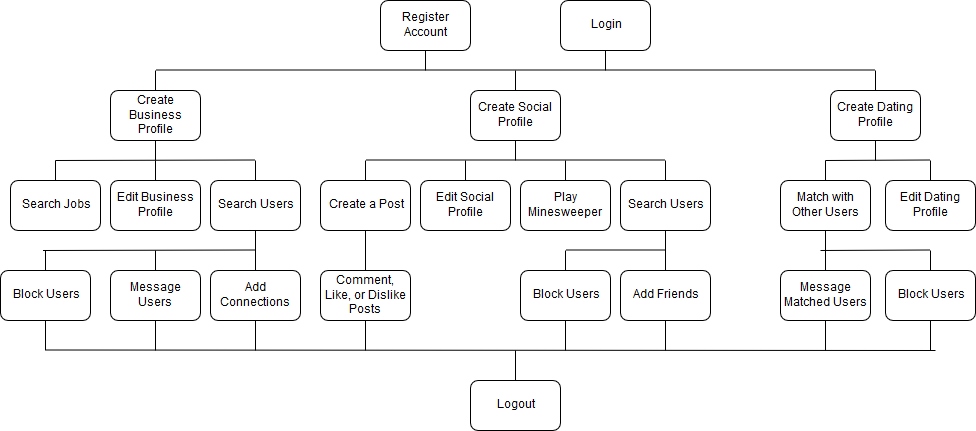 Register
Account
Login
Create
Business
Profile
Create Social
Profile
Create Dating
Profile
Search Jobs
Edit Business
Profile
Search Users
Create a Post
Edit Social
Profile
Play
Minesweeper
Search Users
Match with
Other Users
Edit Dating
Profile
Block Users
Message
Users
Add
Connections
Comment,
Like, or Dislike
Posts
Block Users
Add Friends
Message
Matched Users
Block Users
Logout